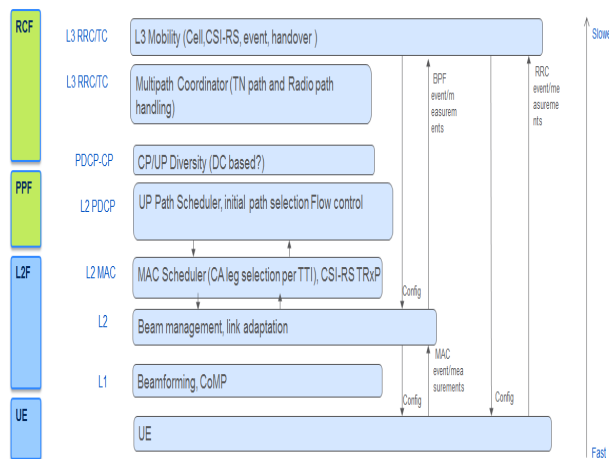 RCF
L3 RRC/TC
L3 Mobility (Cell,CSI-RS, event, handover )
Slowe
L3 RRC/TC
Multipath Coordinator (TN path and Radio path
handling)
BPF
event/m
easurem
ents
RRC
event/me
asureme
nts
PDCP-CP
CP/UP Diversity (DC based?)
PPF
L2 PDCP
UP Path Scheduler, initial path selection Flow control
L2F
L2 MAC
MAC Scheduler (CA leg selection per TTI), CSI-RS TRxP
Config
L2
Beam management, link adaptation
MAC
event/mea
surements
L1
Beamforming, CoMP
Config
Config
UE
UE
Fast